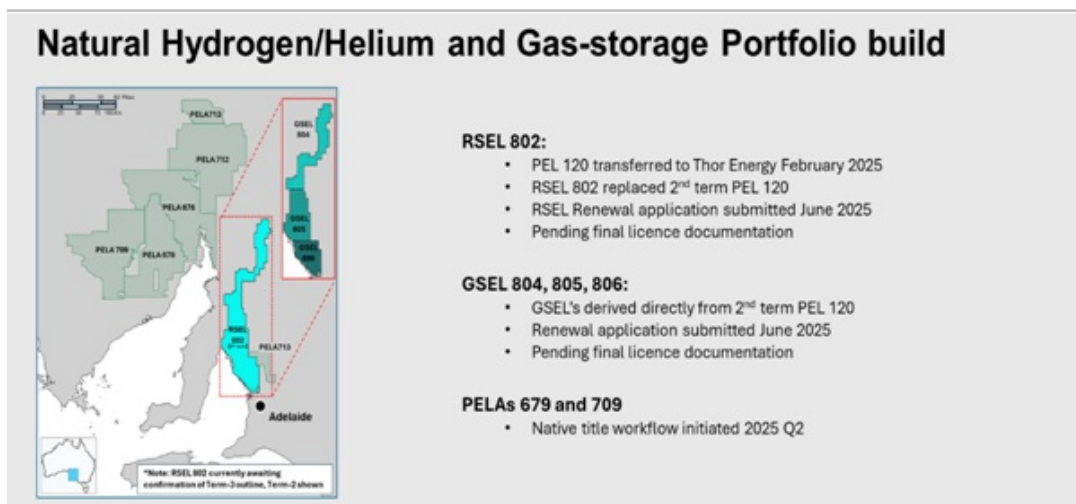 Natural Hydrogen/Helium and Gas-storage Portfolio build
PELA713
GSEL
804
PELA 712
PELA 678
GSEL
805
GSEL
806
PELA 709
PELA 679
RSEL
802
PELA713
Adelaide
*Note: RSEL 802 currently awaiting
confirmation of Term-3 outline, Term-2 shown
RSEL 802:
• PEL 120 transferred to Thor Energy February 2025
• RSEL 802 replaced 2nd term PEL 120
• RSEL Renewal application submitted June 2025
• Pending final licence documentation
GSEL 804, 805, 806:
• GSEL's derived directly from 2nd term PEL 120
• Renewal application submitted June 2025
• Pending final licence documentation
PELAs 679 and 709
• Native title workflow initiated 2025 Q2